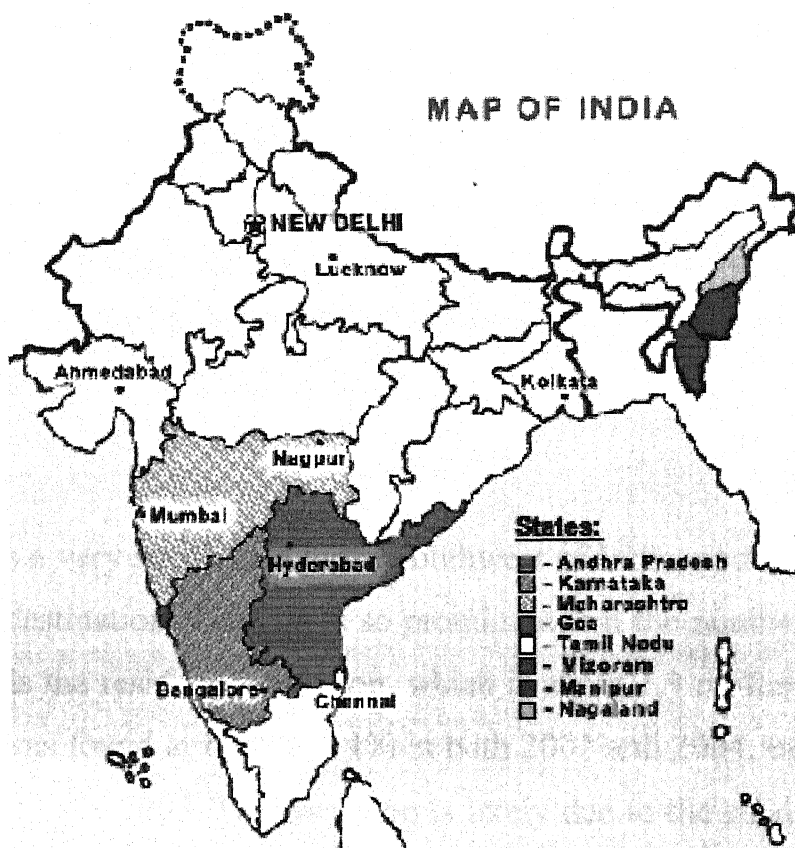 MAP OF INDIA
NEW DELHI
Lucknow
Ahmedabad
Kolkata
Nagpur
Mumbai
Hyderabad
Bangalore
Chennai
States:
- Andhra Pradesh
- Karnataka
- Maharashtra
- Goa
- Tamil Nadu
- Mizoram
- Manipur
- Nagaland